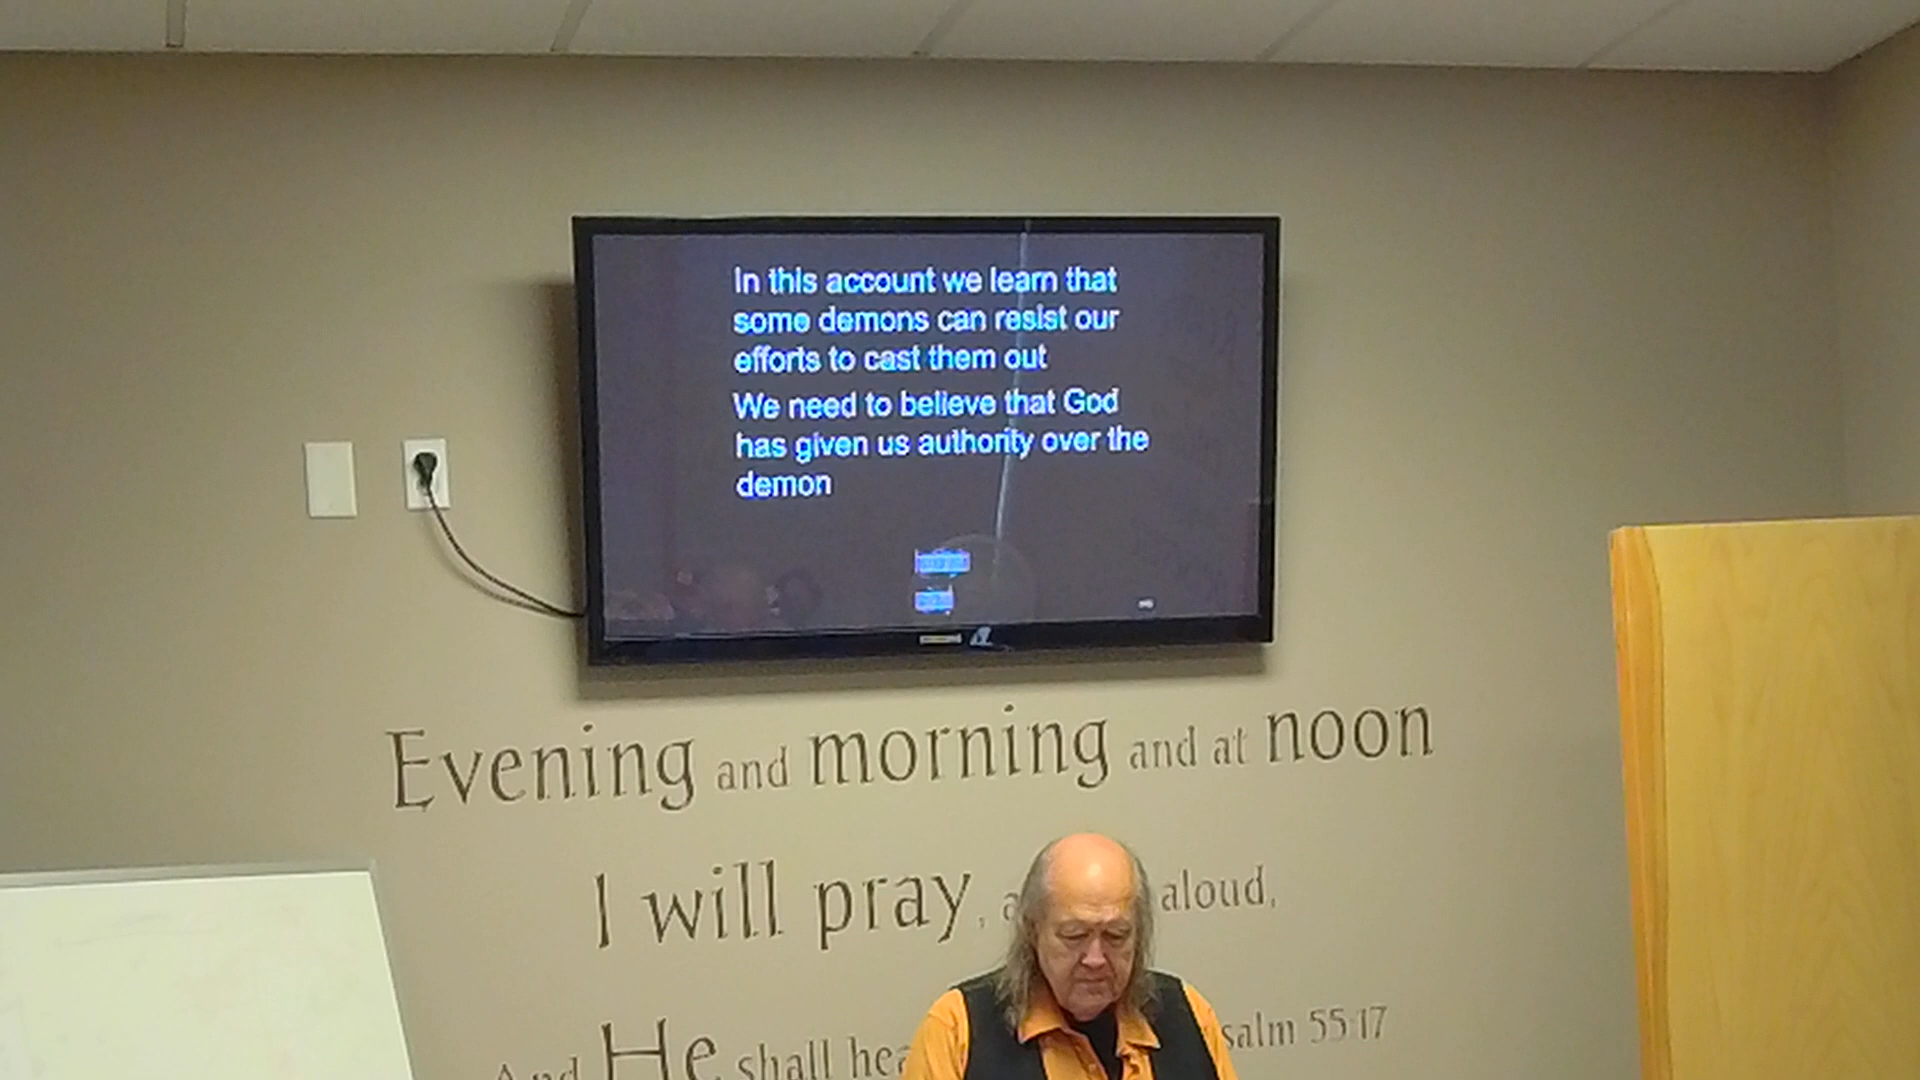 In this account we learn that
some demons can resist our
efforts to cast them out
We need to believe that God
has given us authority over the
demon
Evening and morning and at noon
I will pray, aloud,
And He shall Psalm 55:17